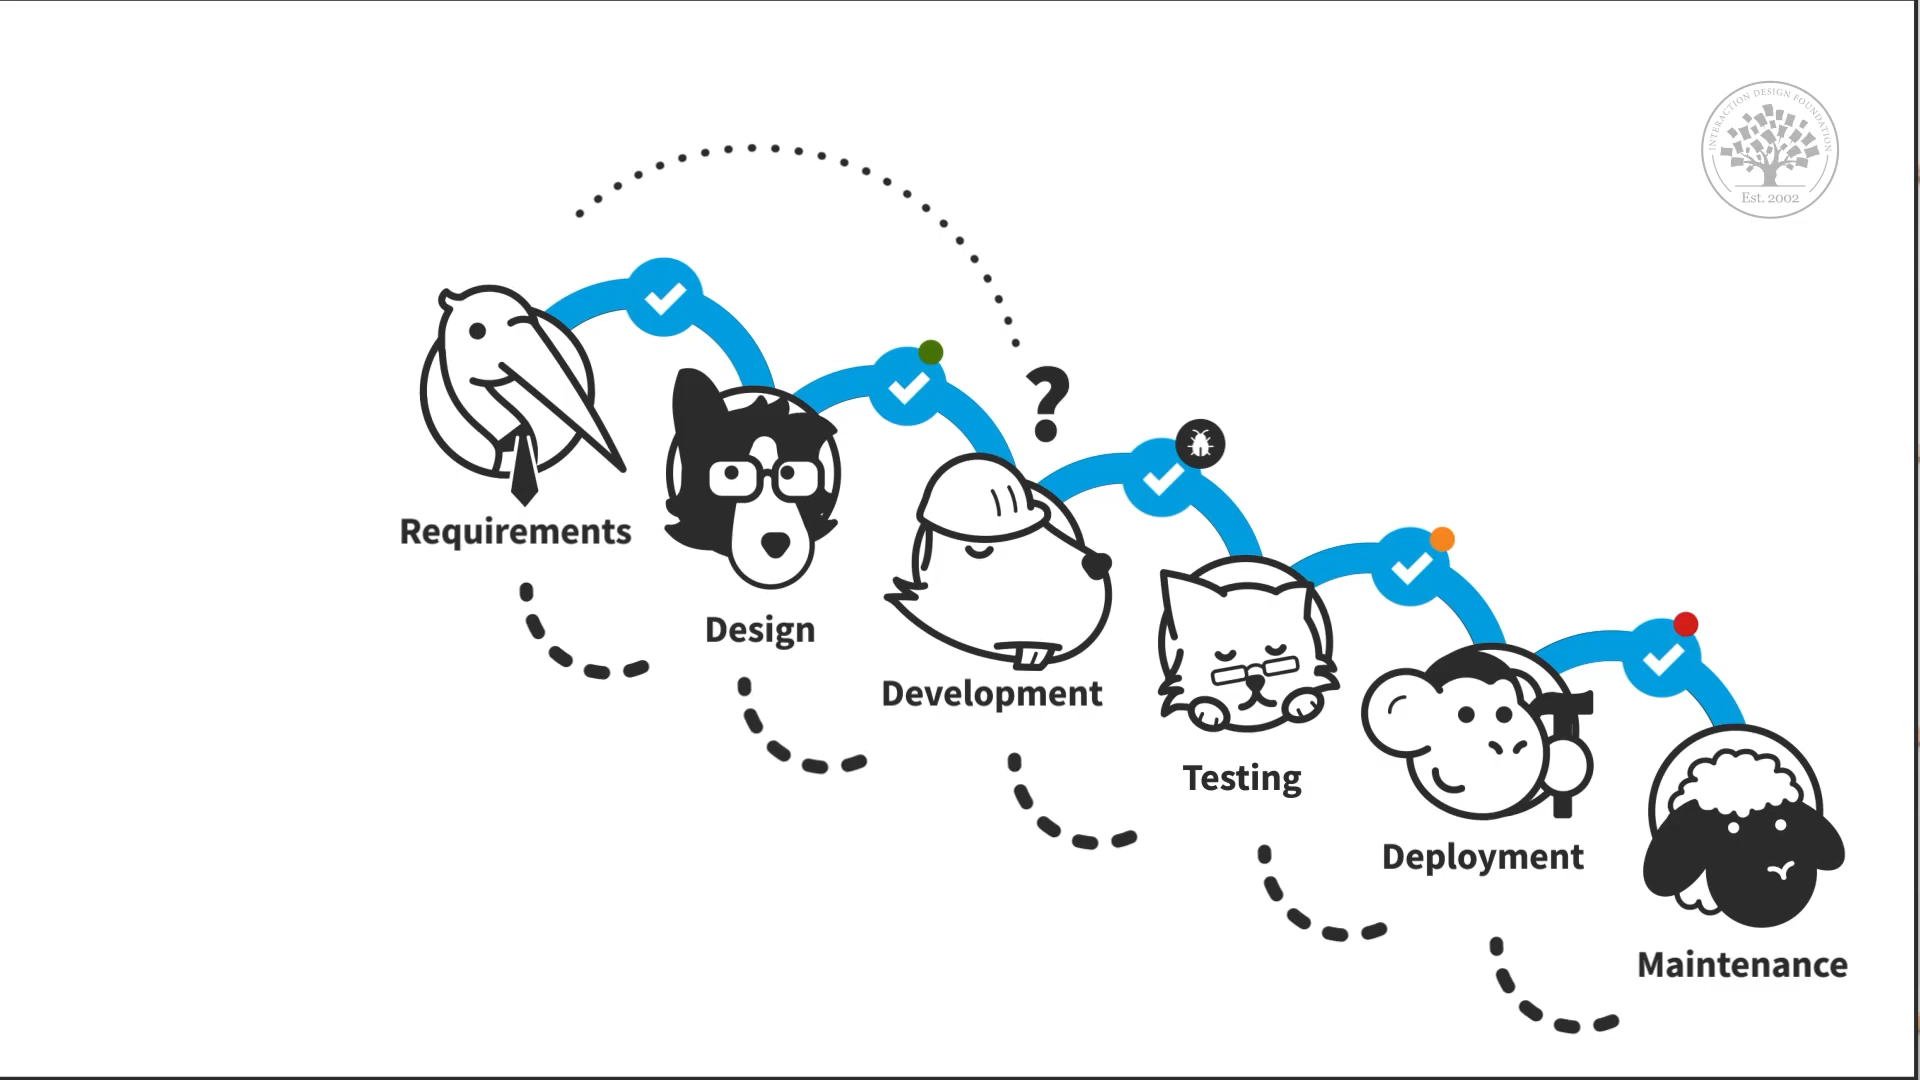 INTERACTION DESIGN FOUNDATION
Est. 2002
?
Requirements
Design
Development
Testing
Deployment
Maintenance